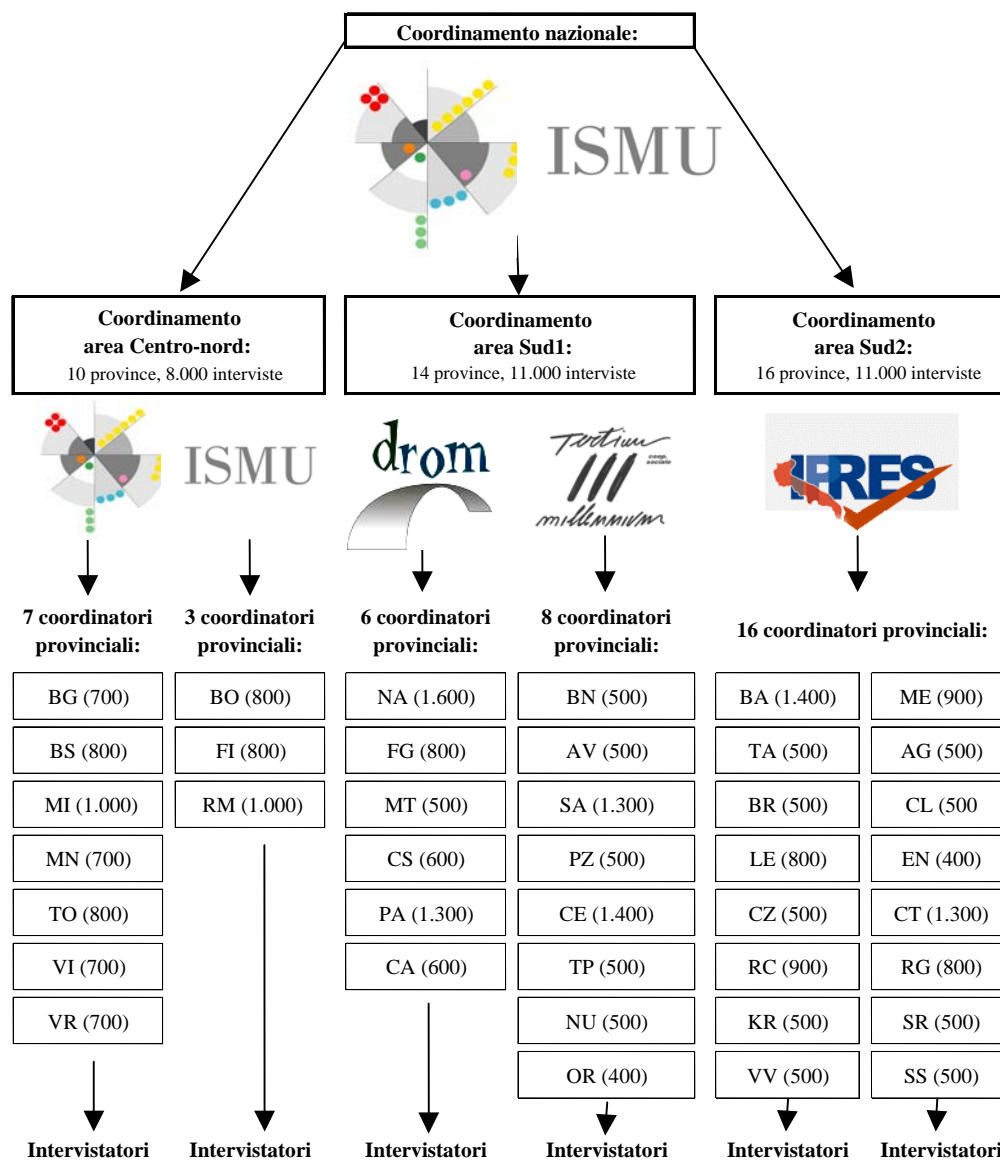 Coordinamento nazionale:
ISMU
Coordinamento
area Centro-nord:
10 province, 8.000 interviste
Coordinamento
area Sud1:
14 province, 11.000 interviste
Coordinamento
area Sud2:
16 province, 11.000 interviste
ISMU
drom
Tertium
coop.
sociale
III
millennium
IPRES
7 coordinatori
provinciali:
3 coordinatori
provinciali:
6 coordinatori
provinciali:
8 coordinatori
provinciali:
16 coordinatori provinciali:
BG (700)
BS (800)
MI (1.000)
MN (700)
TO (800)
VI (700)
VR (700)
BO (800)
FI (800)
RM (1.000)
NA (1.600)
FG (800)
MT (500)
CS (600)
PA (1.300)
CA (600)
BN (500)
AV (500)
SA (1.300)
PZ (500)
CE (1.400)
TP (500)
NU (500)
OR (400)
BA (1.400)
TA (500)
BR (500)
LE (800)
CZ (500)
RC (900)
KR (500)
VV (500)
ME (900)
AG (500)
CL (500
EN (400)
CT (1.300)
RG (800)
SR (500)
SS (500)
Intervistatori
Intervistatori
Intervistatori
Intervistatori
Intervistatori
Intervistatori